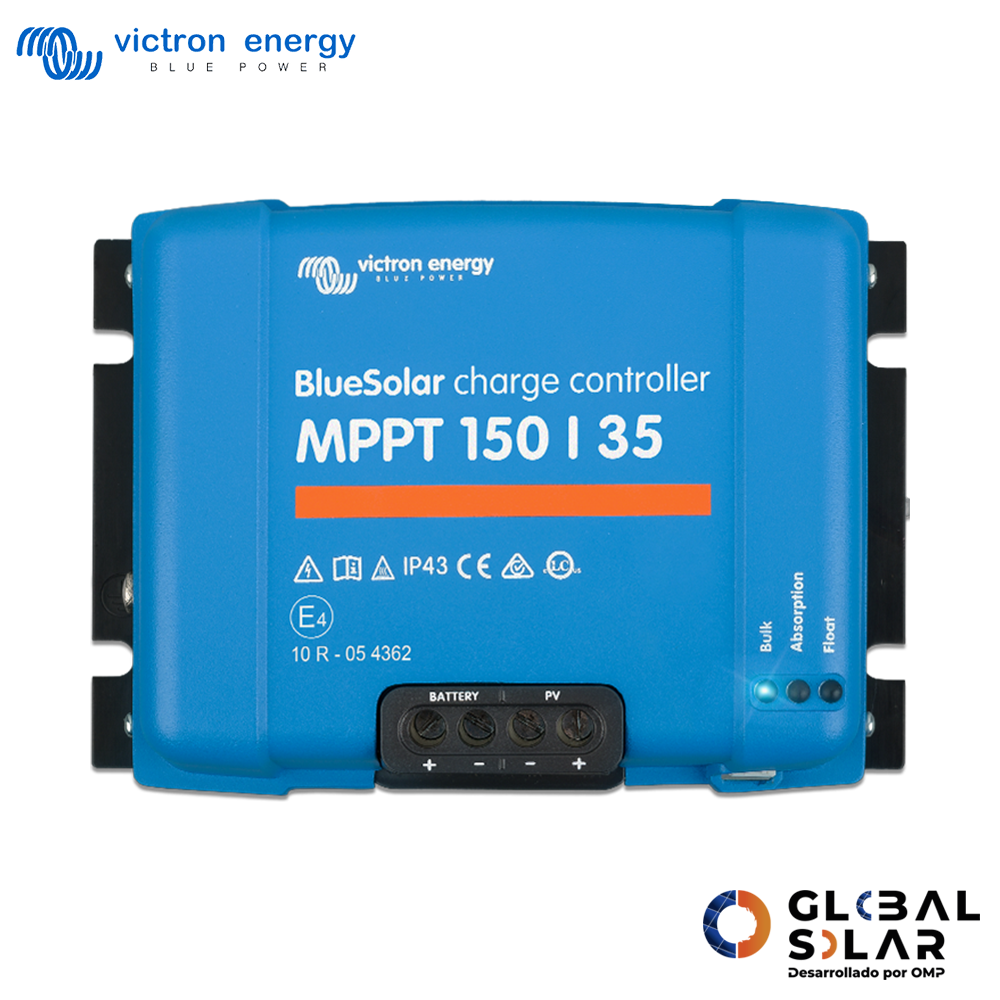 victron energy
BLUE POWER
victron energy
BLUE POWER
BlueSolar charge controller
MPPT 150 | 35
IP43 CE
E4
10 R - 05 4362
Bulk
Absorption
Float
BATTERY PV
+ - - +
GLOBAL
SOLAR
Desarrollado por OMP